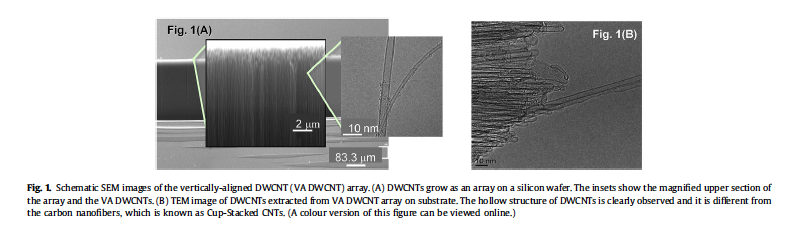 Fig. 1(A)
2 μm
10 nm
83.3 μm
Fig. 1(B)
10 nm
Fig. 1. Schematic SEM images of the vertically-aligned DWCNT (VA DWCNT) array. (A) DWCNTs grow as an array on a silicon wafer. The insets show the magnified upper section of
the array and the VA DWCNTs. (B) TEM image of DWCNTs extracted from VA DWCNT array on substrate. The hollow structure of DWCNTs is clearly observed and it is different from
the carbon nanofibers, which is known as Cup-Stacked CNTs. (A colour version of this figure can be viewed online.)